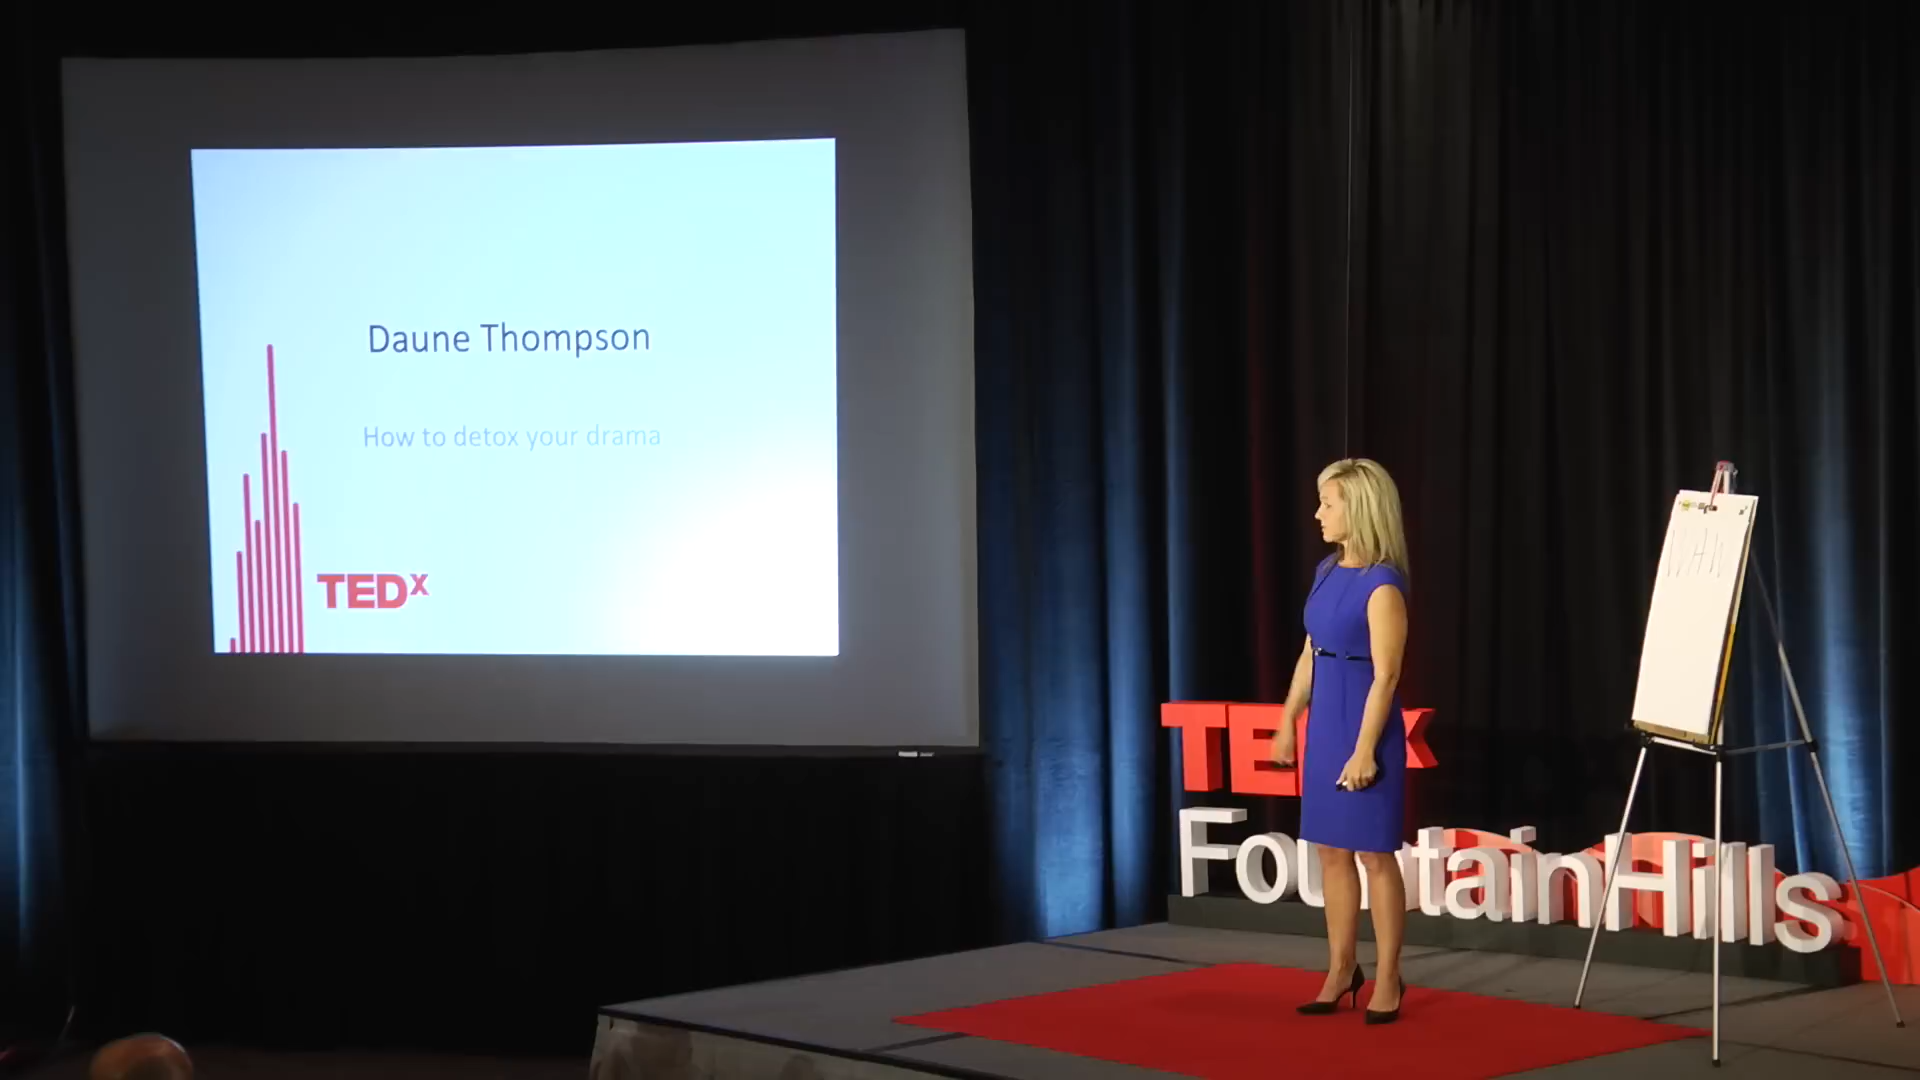 Daune Thompson
How to detox your drama
TEDx
TEDx
FountainHills